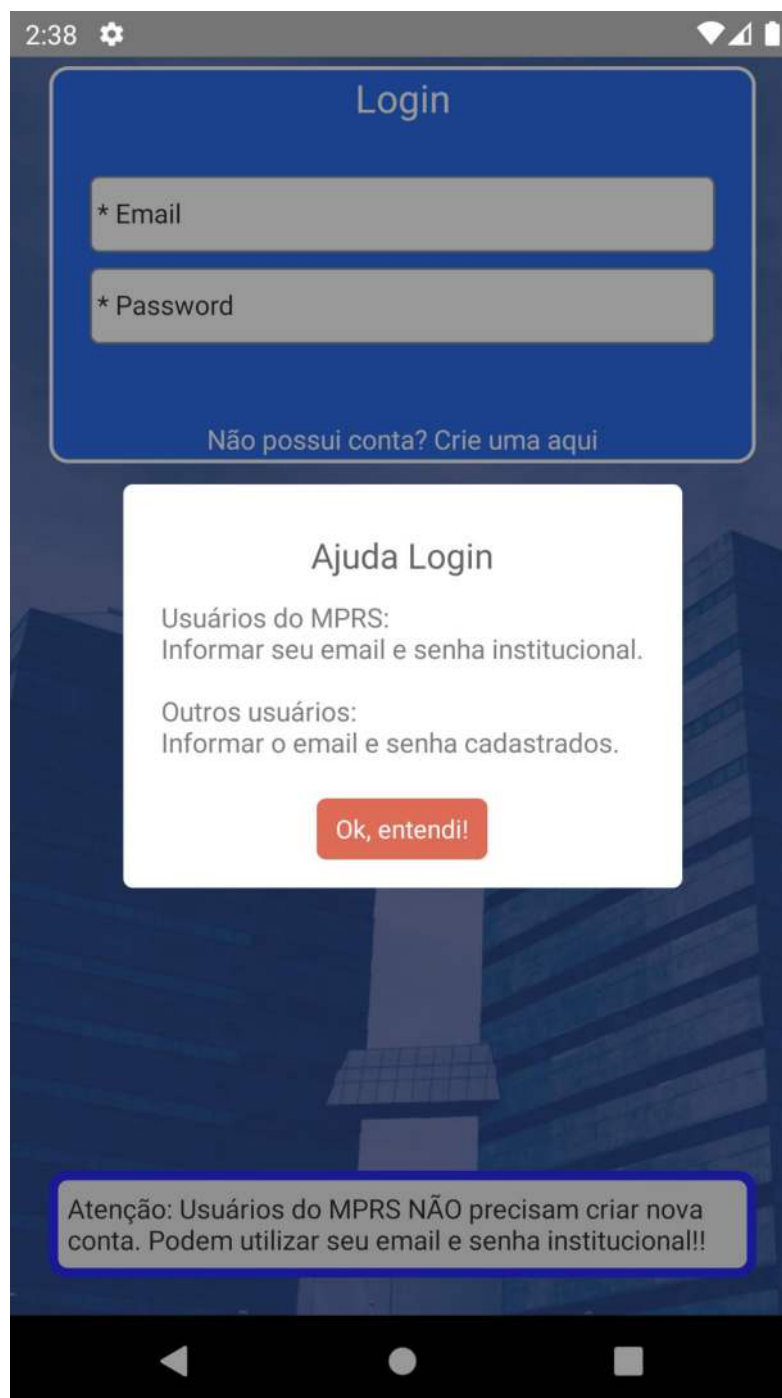 2:38
Login
* Email
* Password
Não possui conta? Crie uma aqui
Ajuda Login
Usuários do MPRS:
Informar seu email e senha institucional.
Outros usuários:
Informar o email e senha cadastrados.
Ok, entendi!
Atenção: Usuários do MPRS NÃO precisam criar nova
conta. Podem utilizar seu email e senha institucional!!